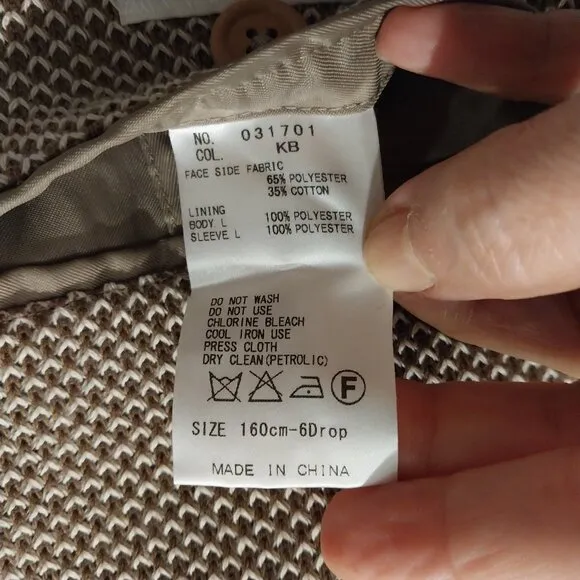 NO. 031701
COL. KB
FACE SIDE FABRIC
65% POLYESTER
35% COTTON
LINING
BODY L 100% POLYESTER
SLEEVE L 100% POLYESTER
DO NOT WASH
DO NOT USE
CHLORINE BLEACH
COOL IRON USE
PRESS CLOTH
DRY CLEAN(PETROLIC)
F
SIZE 160cm-6Drop
MADE IN CHINA